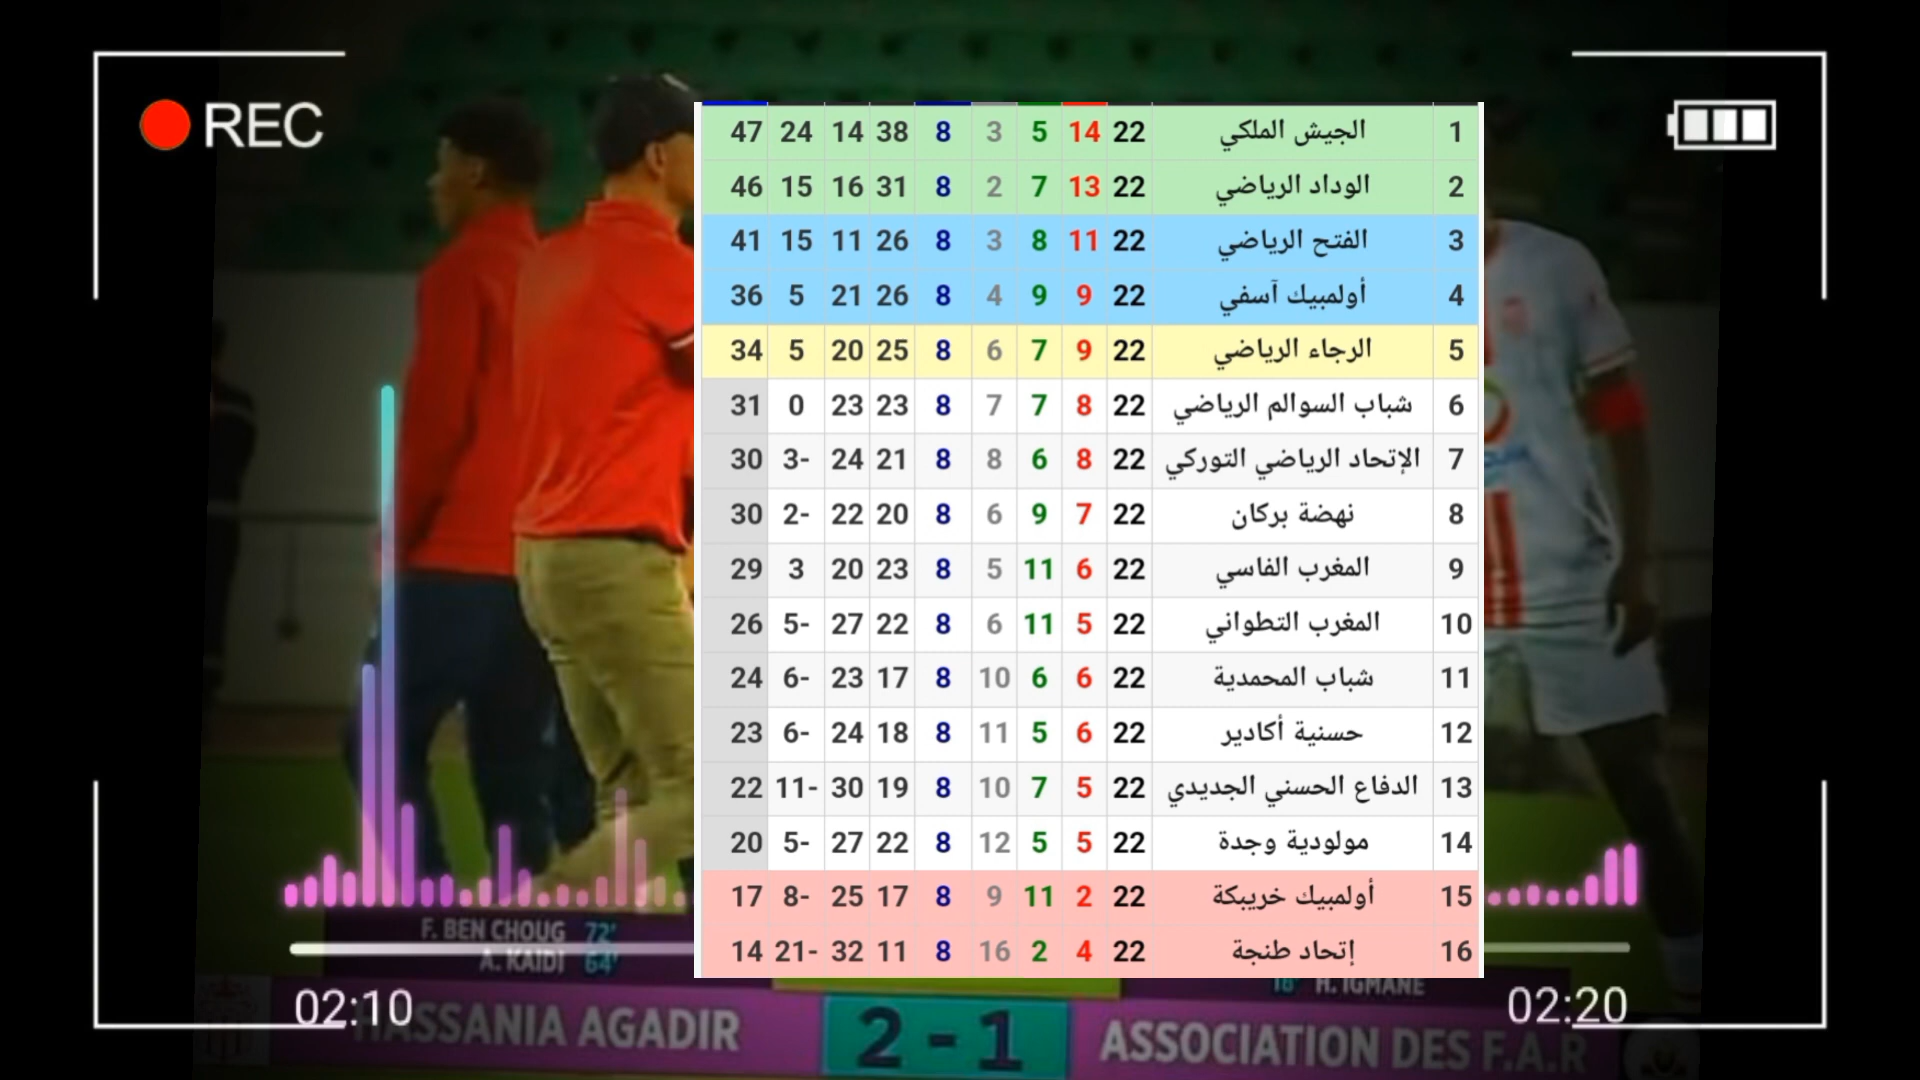 REC
1 الجيش الملكي 22 14 5 3 8 38 14 24 47
2 الوداد الرياضي 22 13 7 2 8 31 16 15 46
3 الفتح الرياضي 22 11 8 3 8 26 11 15 41
4 أولمبيك آسفي 22 9 9 4 8 26 21 5 36
5 الرجاء الرياضي 22 9 7 6 8 25 20 5 34
6 شباب السوالم الرياضي 22 8 7 7 8 23 23 0 31
7 الإتحاد الرياضي التوركي 22 8 6 8 8 21 24 3- 30
8 نهضة بركان 22 7 9 6 8 20 22 2- 30
9 المغرب الفاسي 22 6 11 5 8 23 20 3 29
10 المغرب التطواني 22 5 11 6 8 22 27 5- 26
11 شباب المحمدية 22 6 6 10 8 17 23 6- 24
12 حسنية أكادير 22 6 5 11 8 18 24 6- 23
13 الدفاع الحسني الجديدي 22 5 7 10 8 19 30 11- 22
14 مولودية وجدة 22 5 5 12 8 22 27 5- 20
15 أولمبيك خريبكة 22 2 11 9 8 17 25 8- 17
16 إتحاد طنجة 22 4 2 16 8 11 32 21- 14
F. BEN CHOUG 72'
A. KAIDI 64'
18' H. IGMANE
02:10 02:20
HASSANIA AGADIR 2 - 1 ASSOCIATION DES F.A.R